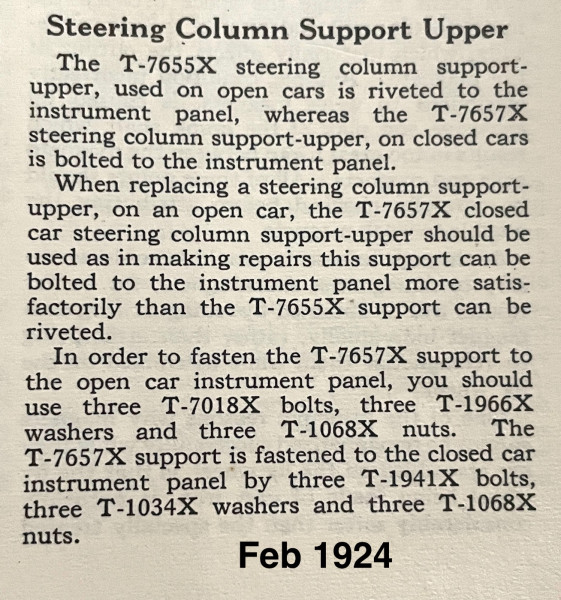 Steering Column Support Upper
The T-7655X steering column support-
upper, used on open cars is riveted to the
instrument panel, whereas the T-7657X
steering column support-upper, on closed cars
is bolted to the instrument panel.
When replacing a steering column support-
upper, on an open car, the T-7657X closed
car steering column support-upper should be
used as in making repairs this support can be
bolted to the instrument panel more satis-
factorily than the T-7655X support can be
riveted.
In order to fasten the T-7657X support to
the open car instrument panel, you should
use three T-7018X bolts, three T-1966X
washers and three T-1068X nuts. The
T-7657X support is fastened to the closed car
instrument panel by three T-1941X bolts,
three T-1034X washers and three T-1068X
nuts.
Feb 1924